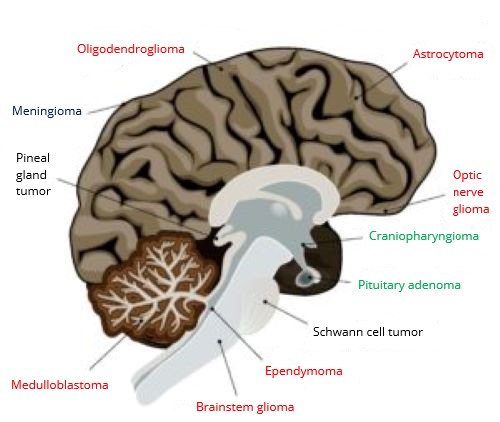 Oligodendroglioma
Astrocytoma
Meningioma
Pineal
gland
tumor
Optic
nerve
glioma
Craniopharyngioma
Pituitary adenoma
Schwann cell tumor
Ependymoma
Medulloblastoma
Brainstem glioma